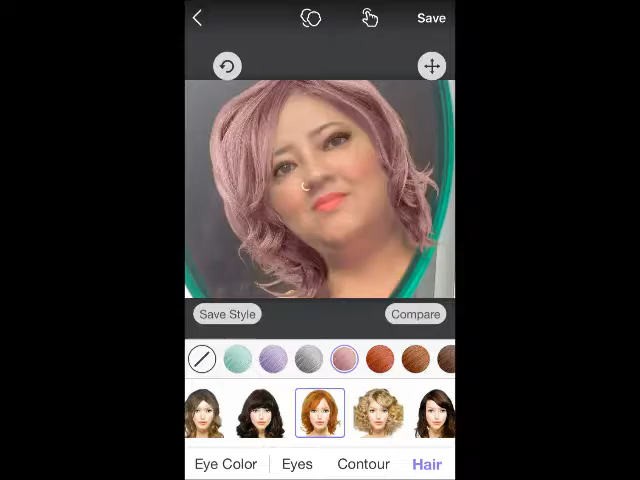 Save
Save Style
Compare
Eye Color
Eyes
Contour
Hair